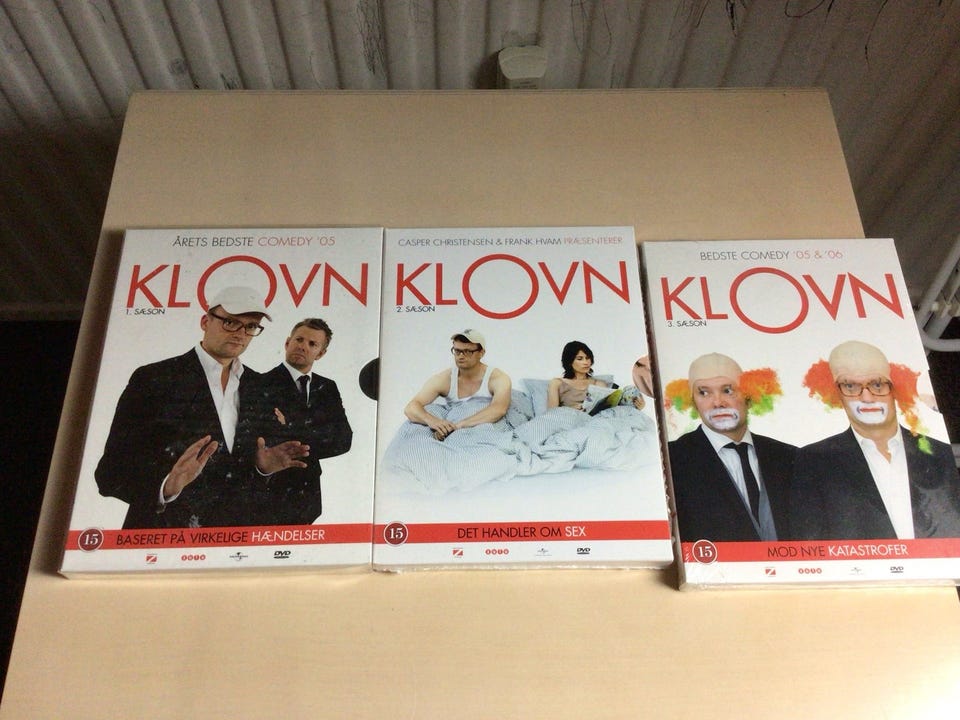 ÅRETS BEDSTE COMEDY '05
KLOVN
1. SÆSON
15
BASERET PÅ VIRKELIGE HÆNDELSER
DVD
CASPER CHRISTENSEN & FRANK HVAM PRÆSENTERER
KLOVN
2. SÆSON
15
DET HANDLER OM SEX
DVD
BEDSTE COMEDY '05 & '06
KLOVN
3. SÆSON
15
MOD NYE KATASTROFER
DVD